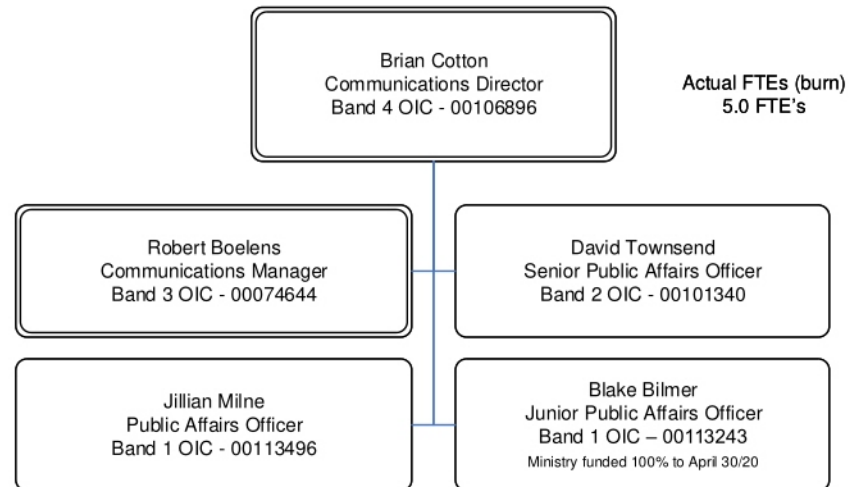 Brian Cotton
Communications Director
Band 4 OIC - 00106896
Actual FTEs (burn)
5.0 FTE's
Robert Boelens
Communications Manager
Band 3 OIC - 00074644
David Townsend
Senior Public Affairs Officer
Band 2 OIC - 00101340
Jillian Milne
Public Affairs Officer
Band 1 OIC - 00113496
Blake Bilmer
Junior Public Affairs Officer
Band 1 OIC – 00113243
Ministry funded 100% to April 30/20